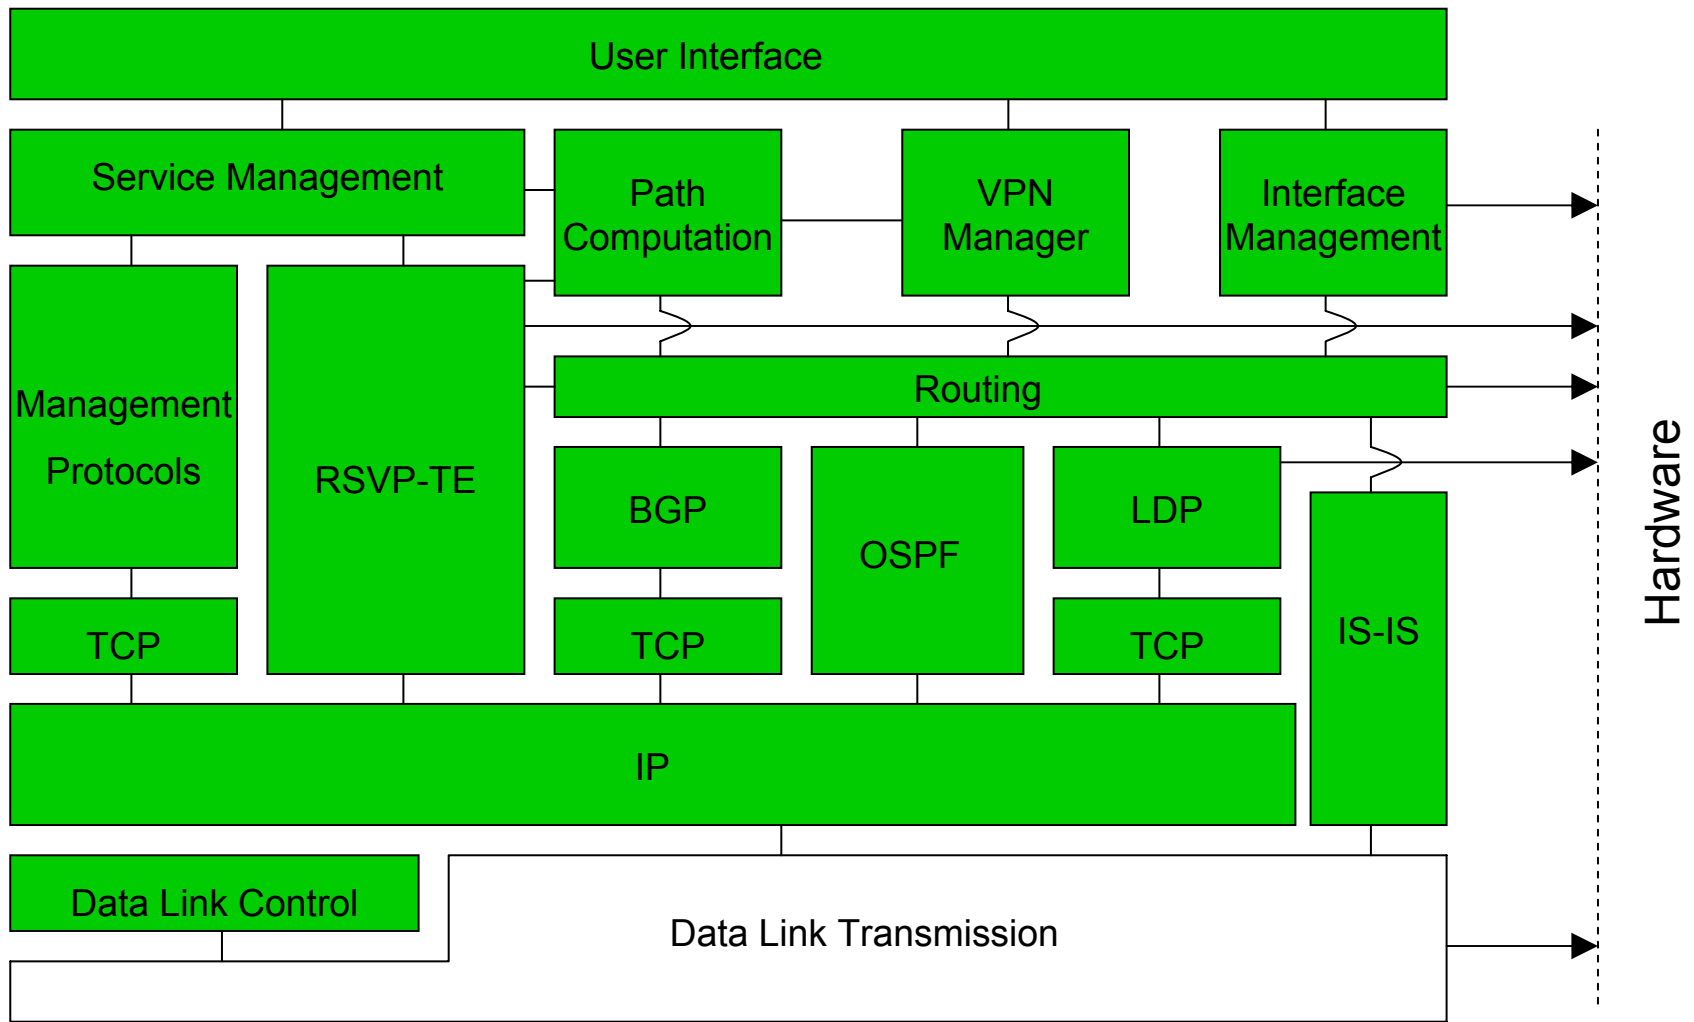 User Interface
Service Management
Path
Computation
VPN
Manager
Interface
Management
Management
Protocols
RSVP-TE
Routing
BGP
OSPF
LDP
IS-IS
TCP
TCP
TCP
IP
Data Link Control
Data Link Transmission
Hardware